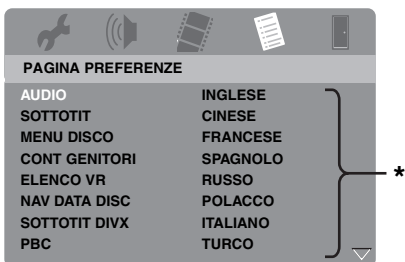 PAGINA PREFERENZE
AUDIO INGLESE
SOTTOTIT CINESE
MENU DISCO FRANCESE
CONT GENITORI SPAGNOLO
ELENCO VR RUSSO
NAV DATA DISC POLACCO
SOTTOTIT DIVX ITALIANO
PBC TURCO
*